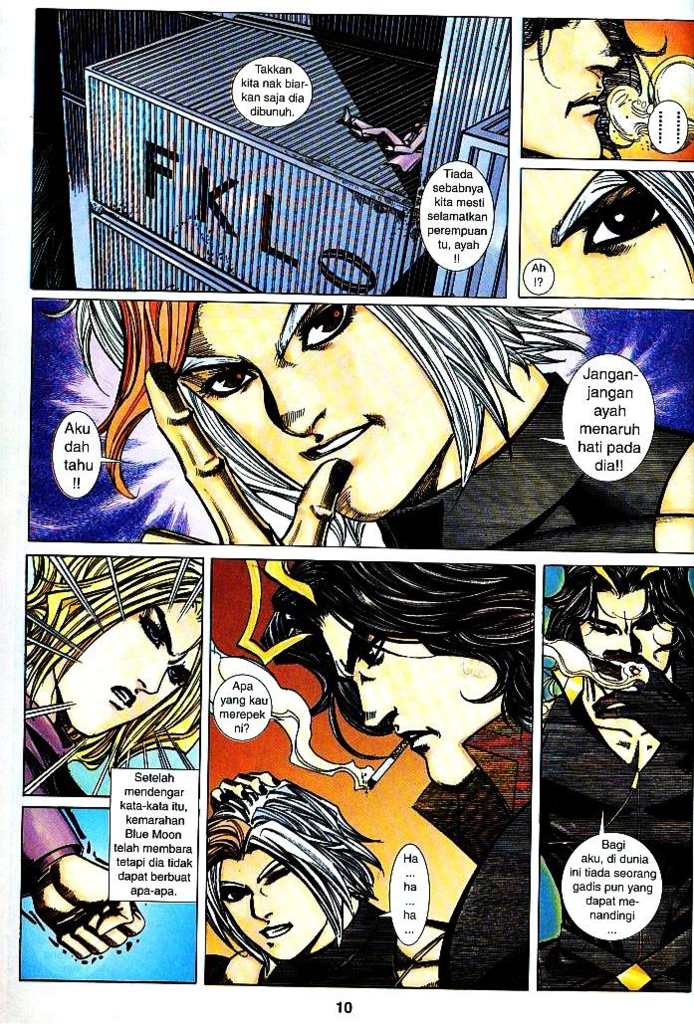 Takkan
kita nak biar-
kan saja dia
dibunuh.
Tiada
sebabnya
kita mesti
selamatkan
perempuan
tu, ayah
!!
FKLO
......
Ah
!?
Aku
dah
tahu
!!
Jangan-
jangan
ayah
menaruh
hati pada
dia!!
Setelah
mendengar
kata-kata itu,
kemarahan
Blue Moon
telah membara
tetapi dia tidak
dapat berbuat
apa-apa.
Apa
yang kau
merepek
ni?
Ha
...
ha
...
ha
...
Bagi
aku, di dunia
ini tiada seorang
gadis pun yang
dapat me-
nandingi
...
10